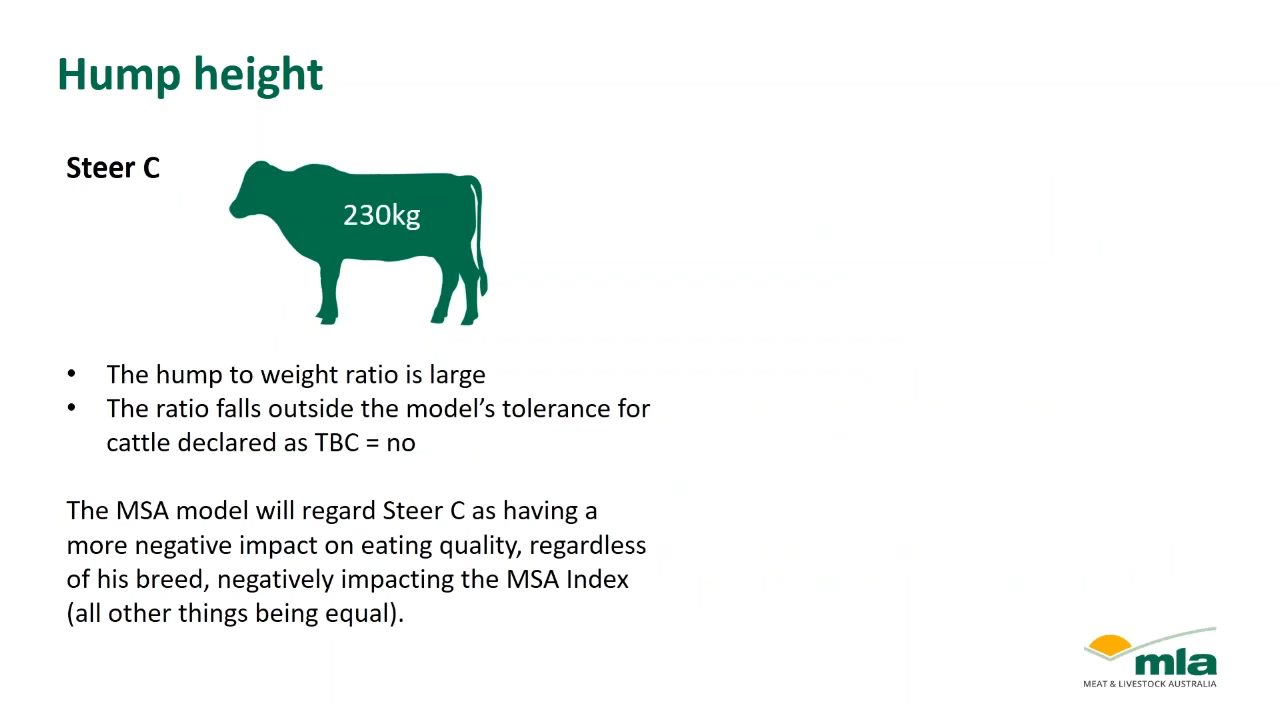 Hump height
Steer C
230kg
• The hump to weight ratio is large
• The ratio falls outside the model’s tolerance for
cattle declared as TBC = no
The MSA model will regard Steer C as having a
more negative impact on eating quality, regardless
of his breed, negatively impacting the MSA Index
(all other things being equal).
mla
MEAT & LIVESTOCK AUSTRALIA